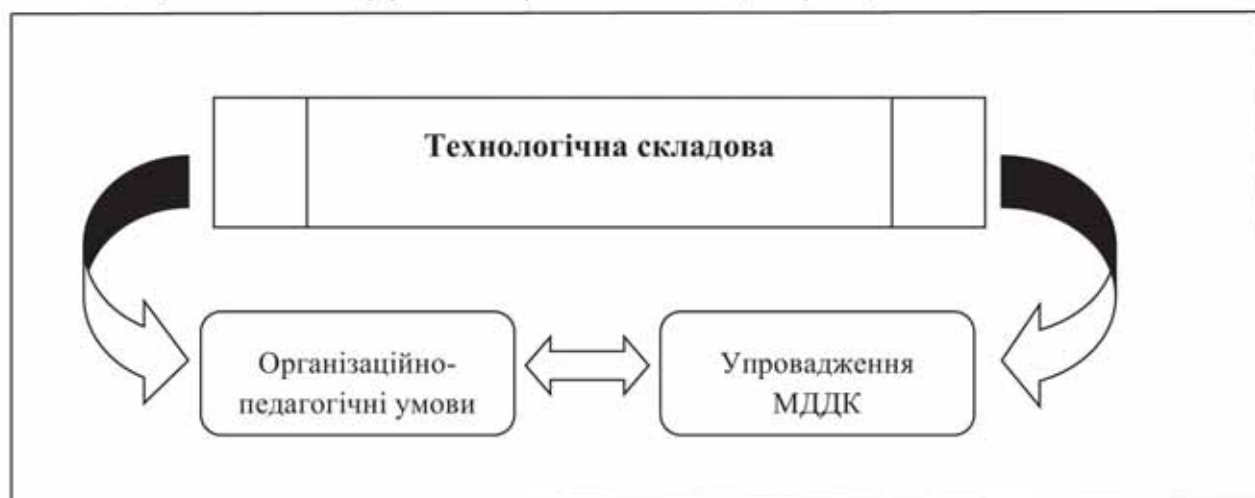 Технологічна складова
Організаційно-
педагогічні умови
Упровадження
МДДК